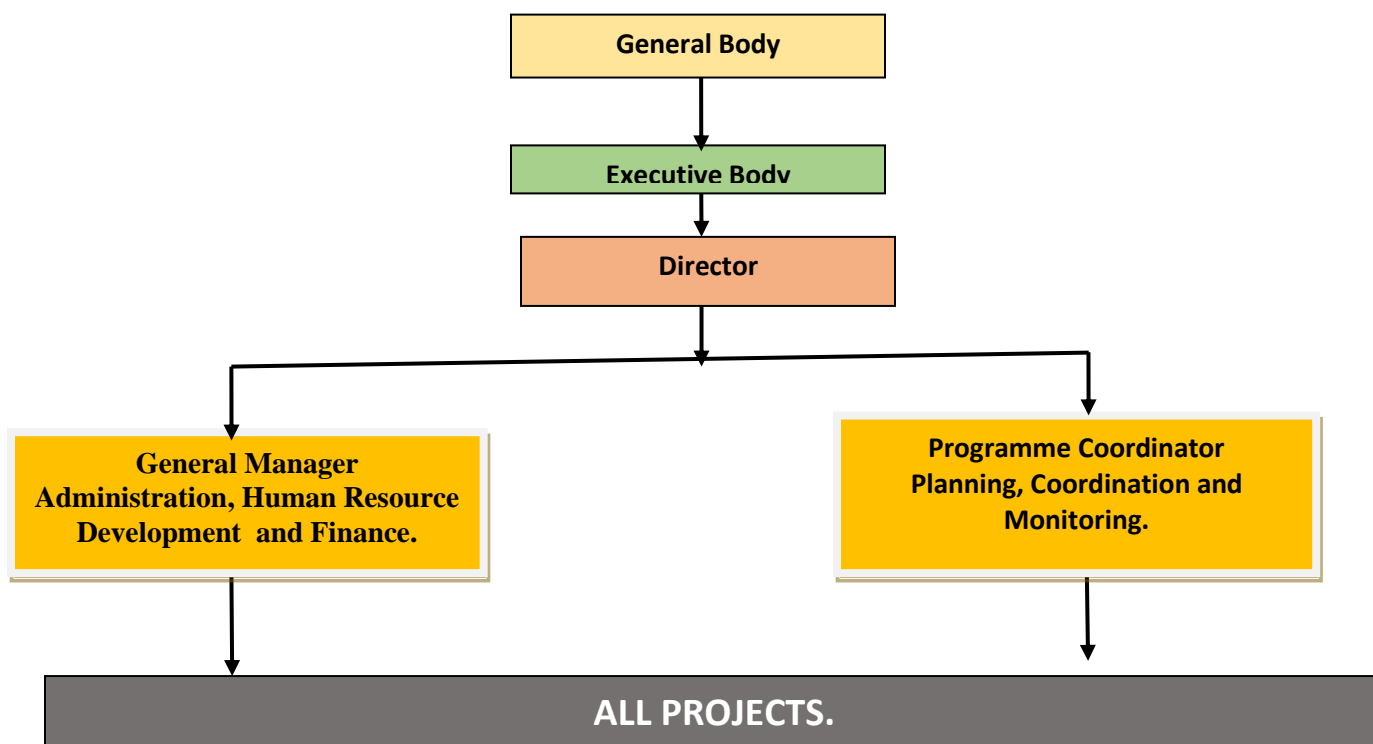 General Body
Executive Body
Director
General Manager
Administration, Human Resource
Development and Finance.
Programme Coordinator
Planning, Coordination and
Monitoring.
ALL PROJECTS.